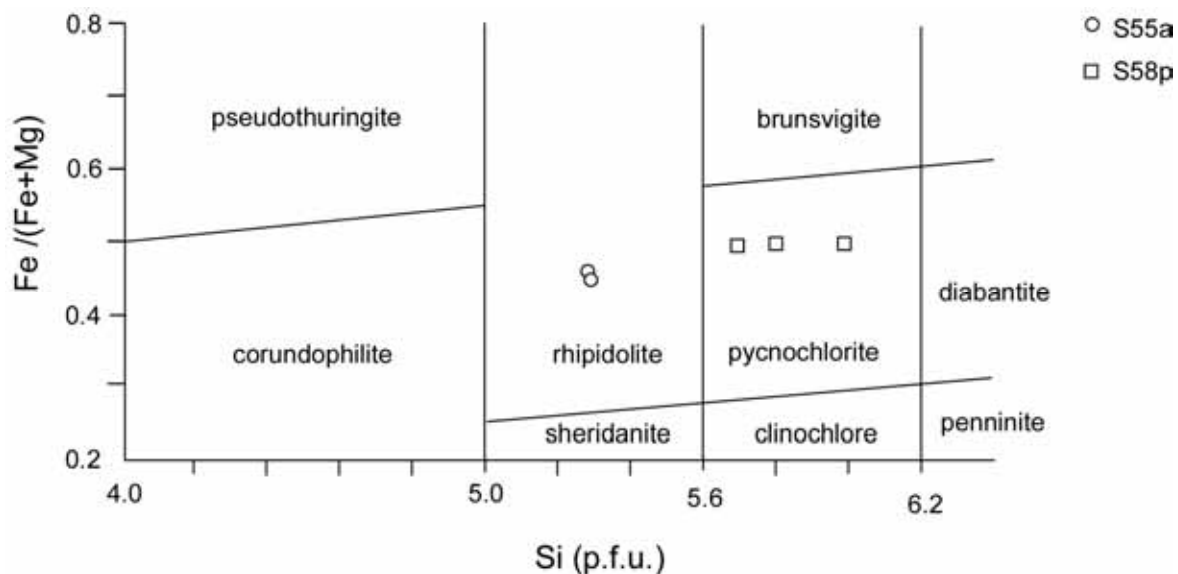 0.8
S55a
S58p
pseudothuringite
brunsvigite
0.6
Fe /(Fe+Mg)
diabantite
0.4
corundophilite
rhipidolite
pycnochlorite
sheridanite
clinochlore
penninite
0.2
4.0
5.0
5.6
6.2
Si (p.f.u.)